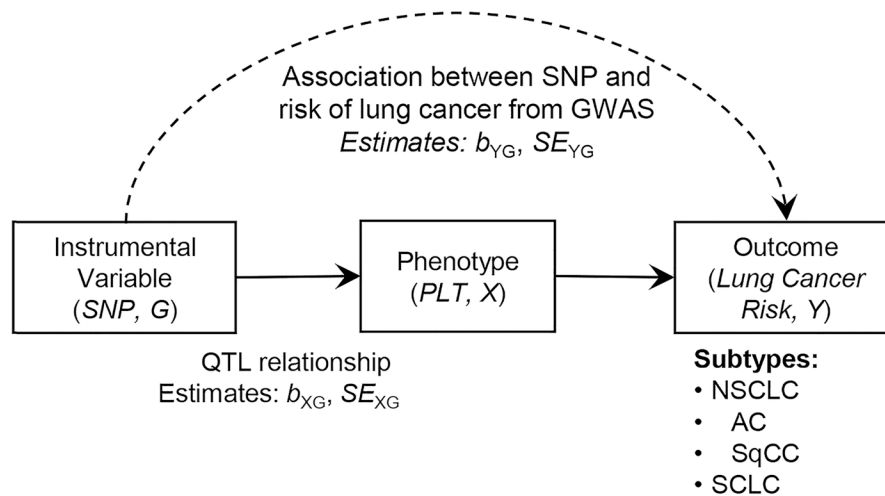 Association between SNP and
risk of lung cancer from GWAS
Estimates: bYG, SEYG
Instrumental
Variable
(SNP, G)
Phenotype
(PLT, X)
Outcome
(Lung Cancer
Risk, Y)
QTL relationship
Estimates: bXG, SEXG
Subtypes:
• NSCLC
• AC
• SqCC
• SCLC